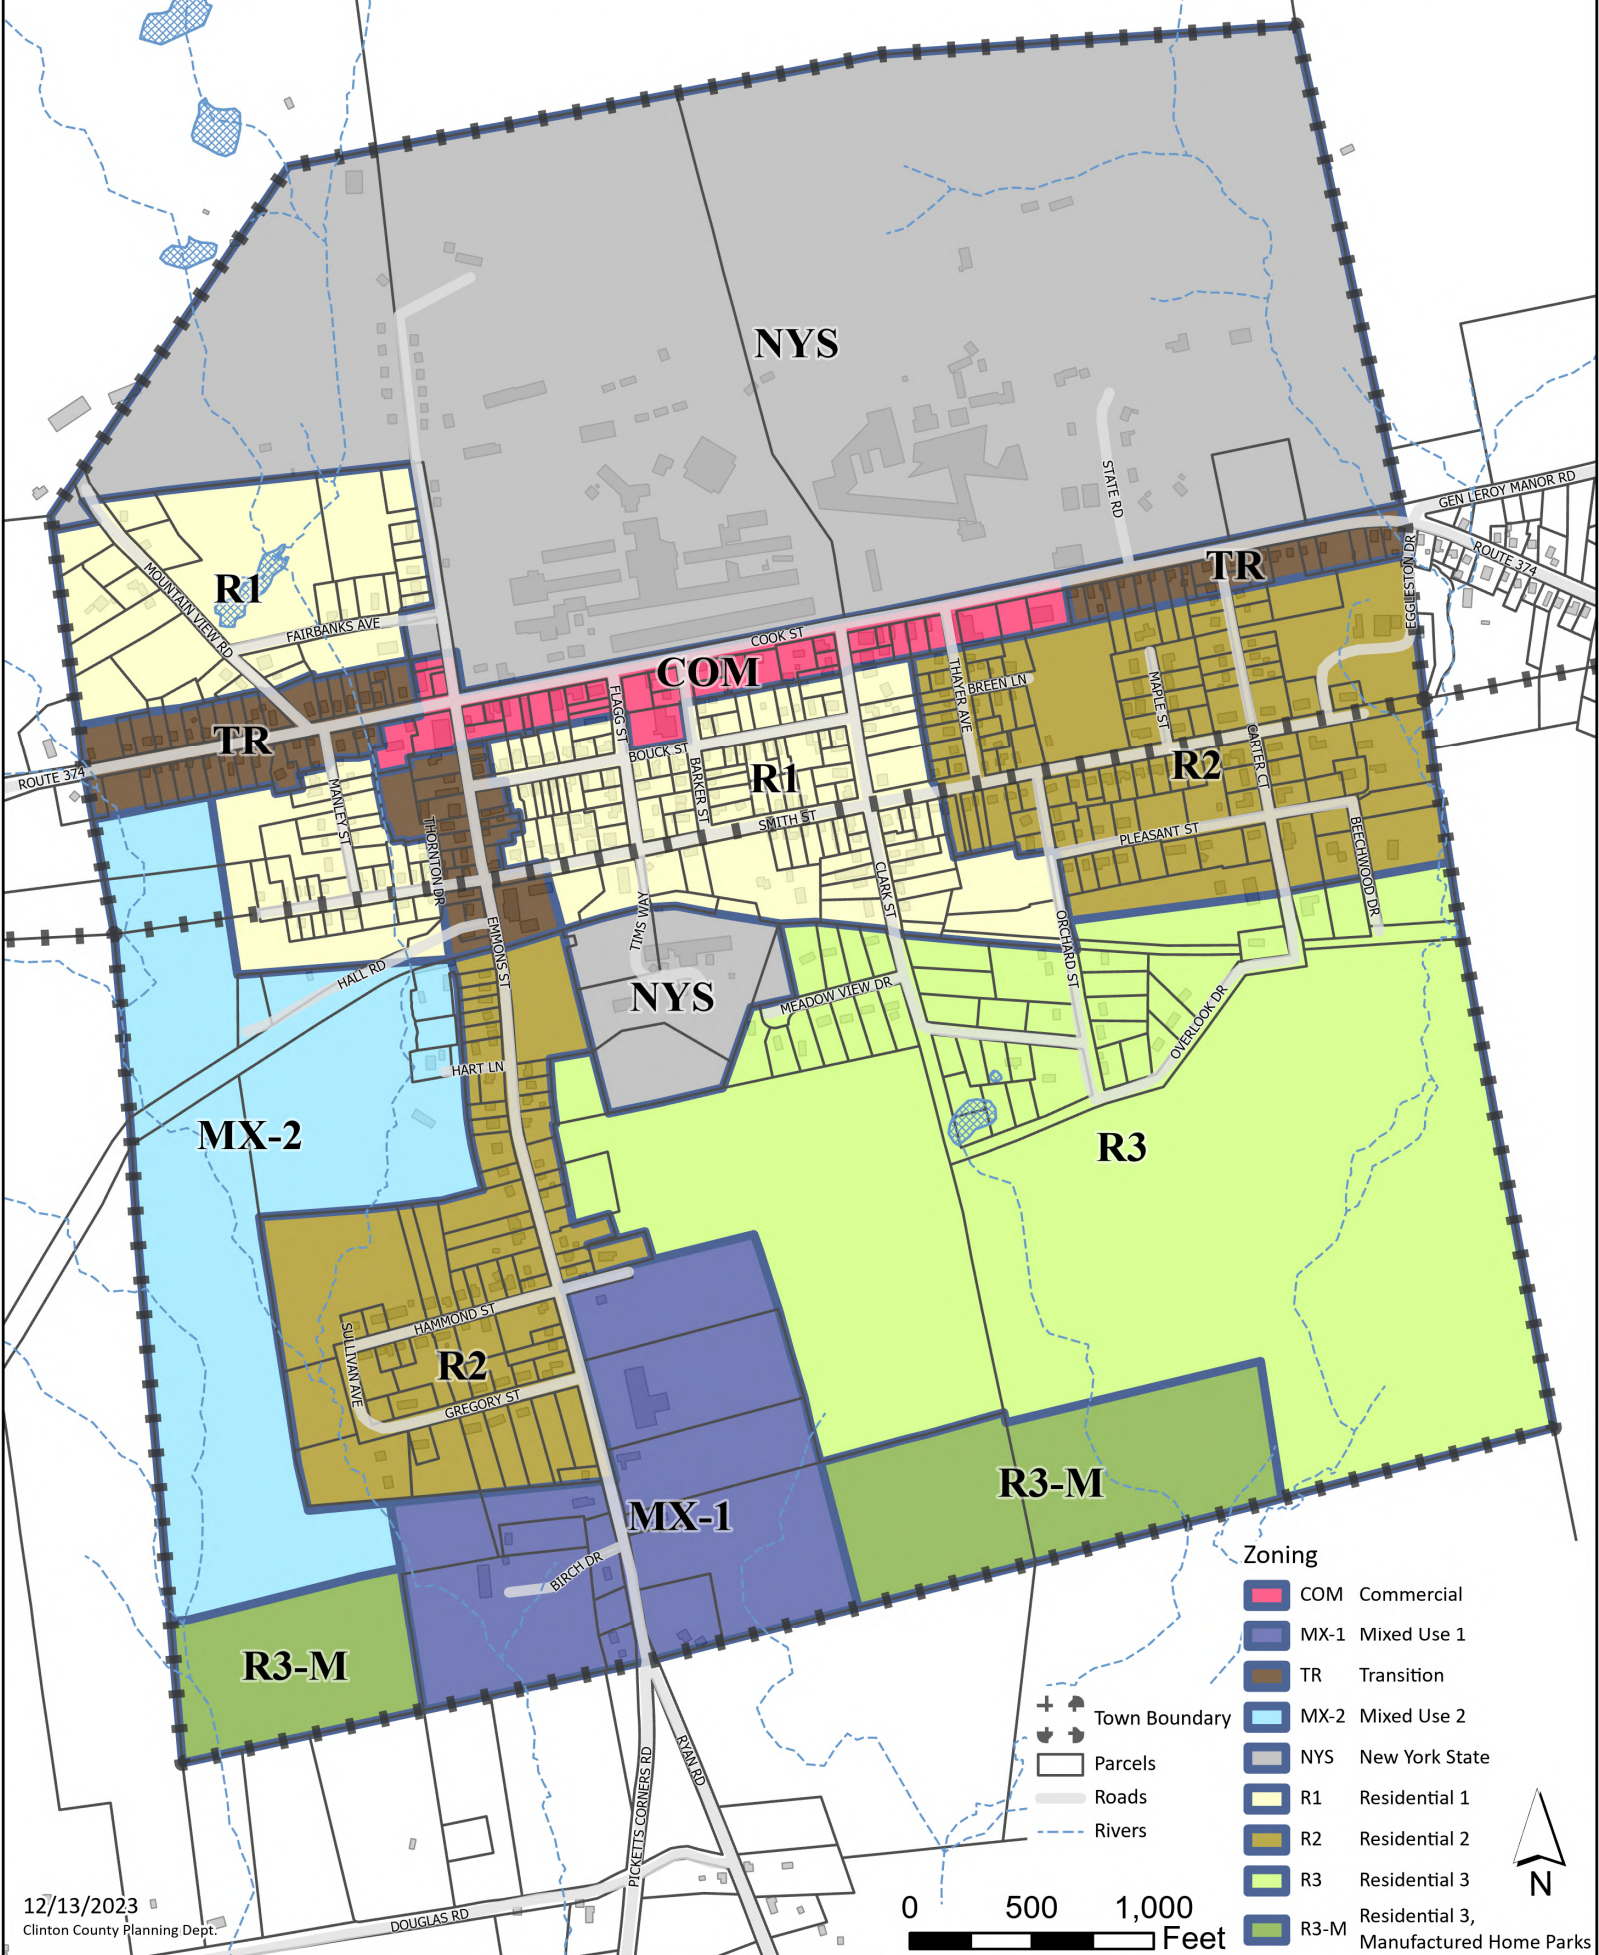 NYS
GEN LEROY MANOR RD
STATE RD
ROUTE 374
TR
EGGLESTON DR
R1
MOUNTAIN VIEW RD
FAIRBANKS AVE
COOK ST
COM
THAYER AVE
BREEN LN
MAPLE ST
FLAGG ST
TR
BOUCK ST
CARTER CT
R2
ROUTE 374
MANLEY ST
BARKER ST
R1
SMITH ST
THORNTON DR
PLEASANT ST
BEECHWOOD DR
CLARK ST
TIMS WAY
EMMONS ST
ORCHARD ST
HALL RD
NYS
MEADOW VIEW DR
OVERLOOK DR
HART LN
MX-2
R3
HAMMOND ST
SULLIVAN AVE
R2
GREGORY ST
R3-M
MX-1
BIRCH DR
R3-M
PICKETTS CORNERS RD
RYAN RD
DOUGLAS RD
Zoning
COM Commercial
MX-1 Mixed Use 1
TR Transition
MX-2 Mixed Use 2
NYS New York State
R1 Residential 1
R2 Residential 2
R3 Residential 3
R3-M Residential 3,
Manufactured Home Parks
Town Boundary
Parcels
Roads
Rivers
N
0 500 1,000
Feet
12/13/2023
Clinton County Planning Dept.